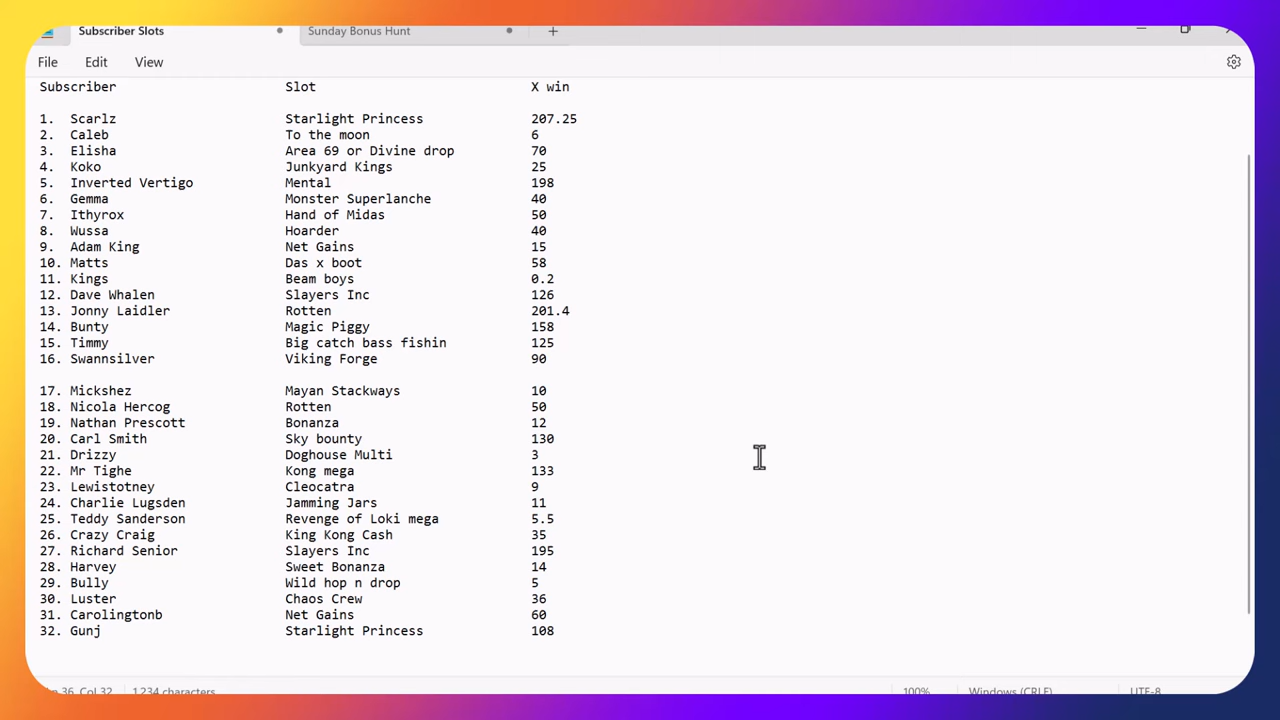 Subscriber Slots Sunday Bonus Hunt
File Edit View
Subscriber Slot X win
1. Scarlz Starlight Princess 207.25
2. Caleb To the moon 6
3. Elisha Area 69 or Divine drop 70
4. Koko Junkyard Kings 25
5. Inverted Vertigo Mental 198
6. Gemma Monster Superlanche 40
7. Ithyrox Hand of Midas 50
8. Wussa Hoarder 40
9. Adam King Net Gains 15
10. Matts Das x boot 58
11. Kings Beam boys 0.2
12. Dave Whalen Slayers Inc 126
13. Jonny Laidler Rotten 201.4
14. Bunty Magic Piggy 158
15. Timmy Big catch bass fishin 125
16. Swannsilver Viking Forge 90
17. Mickshez Mayan Stackways 10
18. Nicola Hercog Rotten 50
19. Nathan Prescott Bonanza 12
20. Carl Smith Sky bounty 130
21. Drizzy Doghouse Multi 3
22. Mr Tighe Kong mega 133
23. Lewistotney Cleocatra 9
24. Charlie Lugsden Jamming Jars 11
25. Teddy Sanderson Revenge of Loki mega 5.5
26. Crazy Craig King Kong Cash 35
27. Richard Senior Slayers Inc 195
28. Harvey Sweet Bonanza 14
29. Bully Wild hop n drop 5
30. Luster Chaos Crew 36
31. Carolingtonb Net Gains 60
32. Gunj Starlight Princess 108
36, Col 32 1,234 characters 100% Windows (CRLF) UTF-8